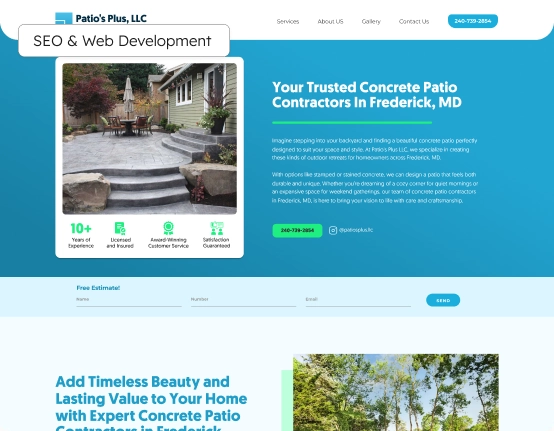 Patio's Plus, LLC
Services
About US
Gallery
Contact Us
240-739-2854
SEO & Web Development
Your Trusted Concrete Patio
Contractors In Frederick, MD
Imagine stepping into your backyard and finding a beautiful concrete patio perfectly
designed to suit your space and style. At Patio's Plus LLC, we specialize in creating
these kinds of outdoor retreats for homeowners across Frederick, MD.
With options like stamped or stained concrete, we can design a patio that feels both
durable and unique. Whether you're dreaming of a cozy corner for quiet mornings or
an expansive space for weekend gatherings, our team of concrete patio contractors
in Frederick, MD, is here to bring your vision to life with care and craftsmanship.
240-739-2854
@patiosplus.llc
10+
Years of
Experience
Licensed
and Insured
Award-Winning
Customer Service
Satisfaction
Guaranteed
Free Estimate!
Name
Number
Email
SEND
Add Timeless Beauty and
Lasting Value to Your Home
with Expert Concrete Patio
Contractors in Frederick